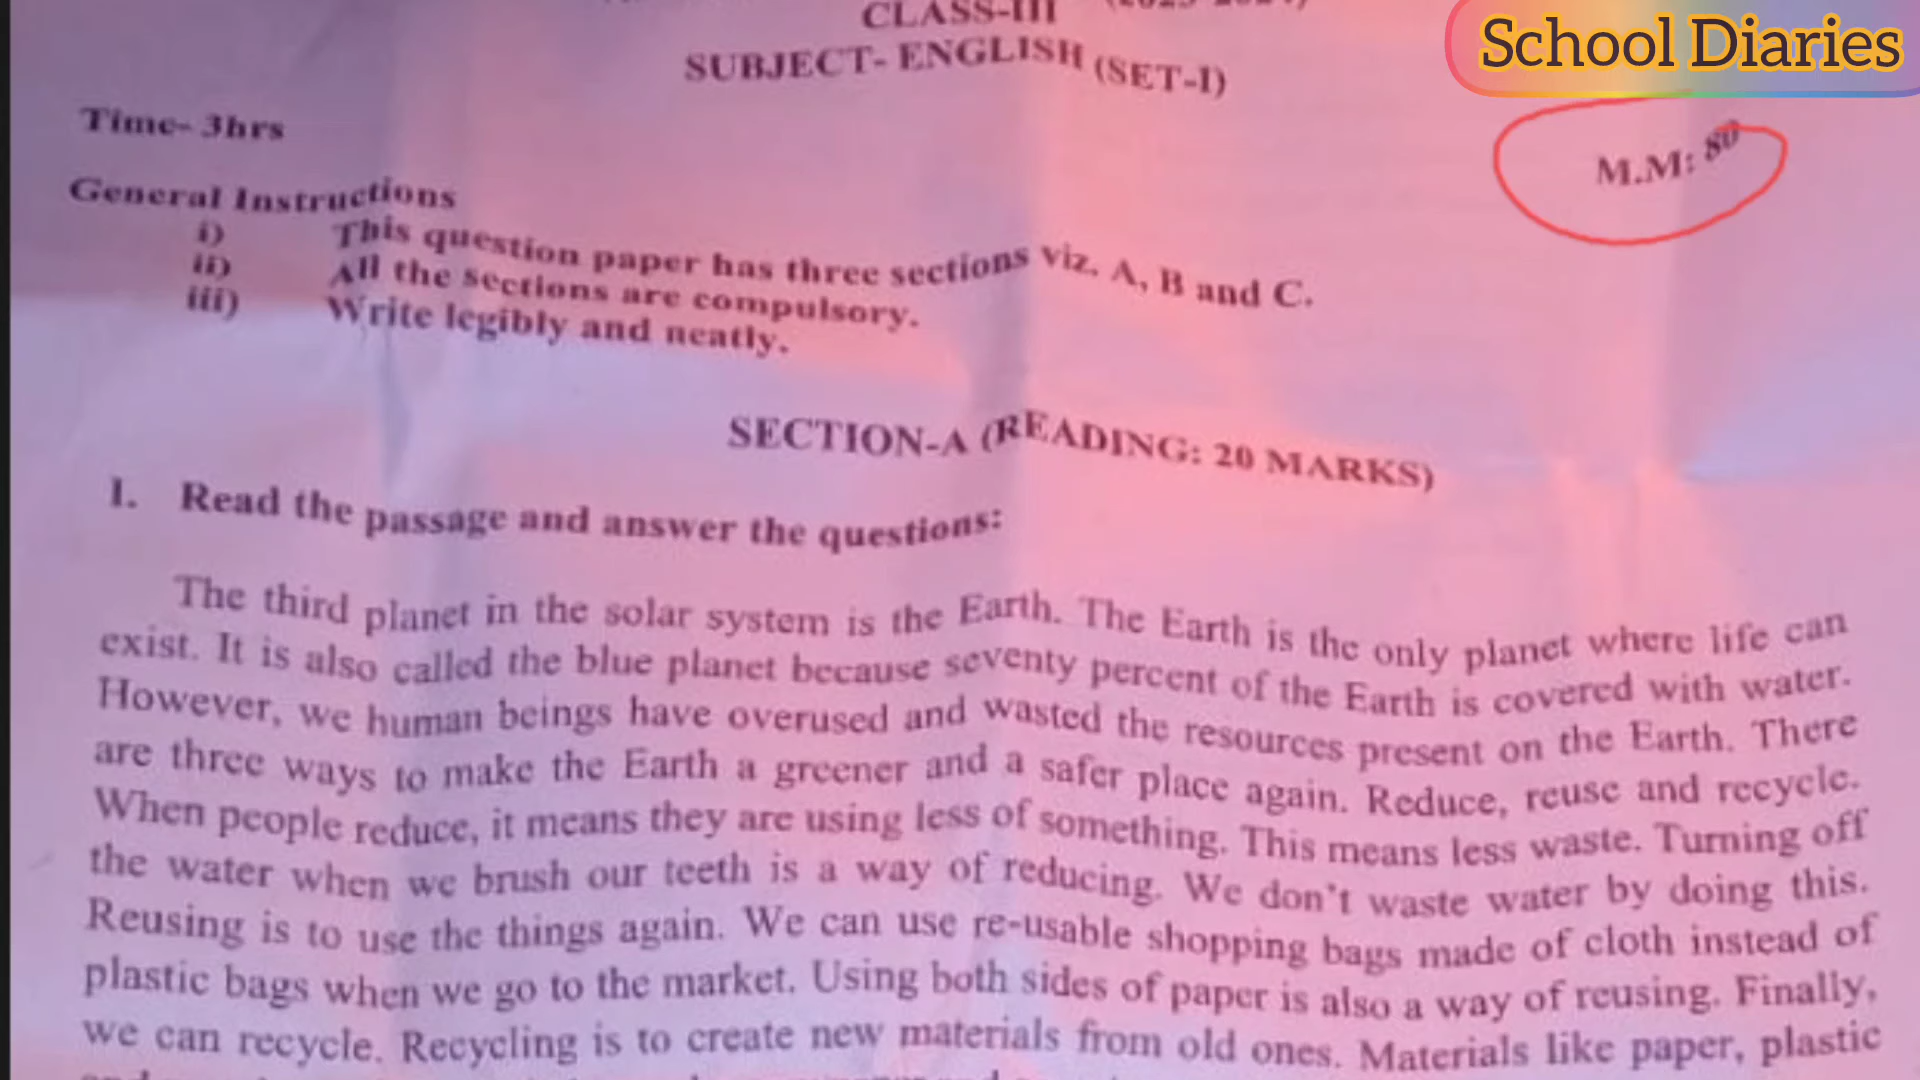 School Diaries
CLASS-III
SUBJECT- ENGLISH (SET-I)
Time- 3hrs
M.M: 80
General Instructions
i) This question paper has three sections viz. A, B and C.
ii) All the sections are compulsory.
iii) Write legibly and neatly.
SECTION-A (READING: 20 MARKS)
1. Read the passage and answer the questions:
The third planet in the solar system is the Earth. The Earth is the only planet where life can
exist. It is also called the blue planet because seventy percent of the Earth is covered with water.
However, we human beings have overused and wasted the resources present on the Earth. There
are three ways to make the Earth a greener and a safer place again. Reduce, reuse and recycle.
When people reduce, it means they are using less of something. This means less waste. Turning off
the water when we brush our teeth is a way of reducing. We don't waste water by doing this.
Reusing is to use the things again. We can use re-usable shopping bags made of cloth instead of
plastic bags when we go to the market. Using both sides of paper is also a way of reusing. Finally,
we can recycle. Recycling is to create new materials from old ones. Materials like paper, plastic